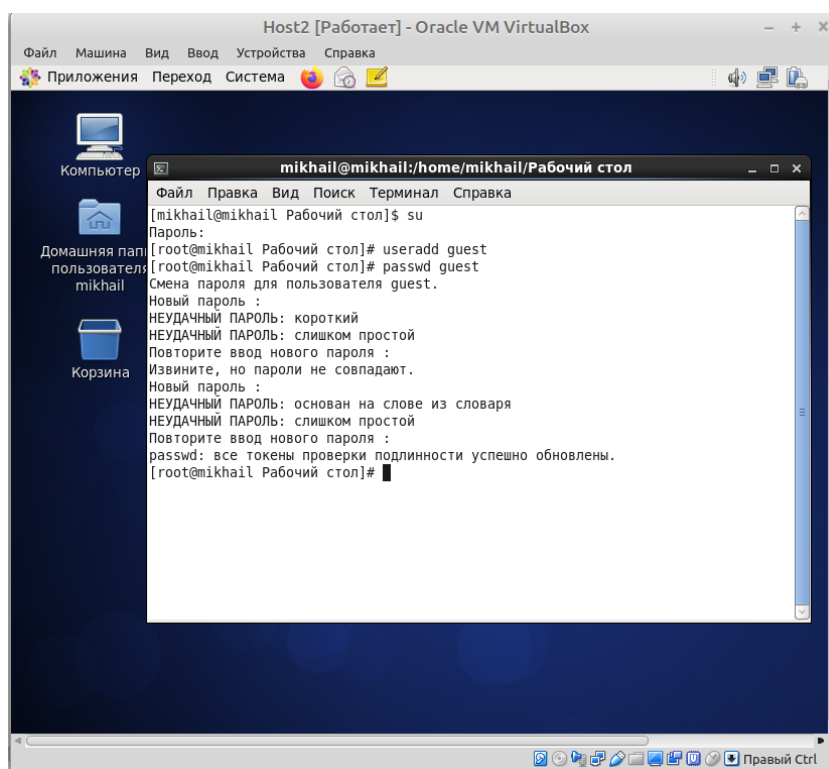 Host2 [Работает] - Oracle VM VirtualBox
Файл Машина Вид Ввод Устройства Справка
Приложения Переход Система
Компьютер
Домашняя пап
пользователя
mikhail
Корзина
mikhail@mikhail:/home/mikhail/Рабочий стол
Файл Правка Вид Поиск Терминал Справка
[mikhail@mikhail Рабочий стол]$ su
Пароль:
[root@mikhail Рабочий стол]# useradd guest
[root@mikhail Рабочий стол]# passwd guest
Смена пароля для пользователя guest.
Новый пароль :
НЕУДАЧНЫЙ ПАРОЛЬ: короткий
НЕУДАЧНЫЙ ПАРОЛЬ: слишком простой
Повторите ввод нового пароля :
Извините, но пароли не совпадают.
Новый пароль :
НЕУДАЧНЫЙ ПАРОЛЬ: основан на слове из словаря
НЕУДАЧНЫЙ ПАРОЛЬ: слишком простой
Повторите ввод нового пароля :
passwd: все токены проверки подлинности успешно обновлены.
[root@mikhail Рабочий стол]#
Правый Ctrl